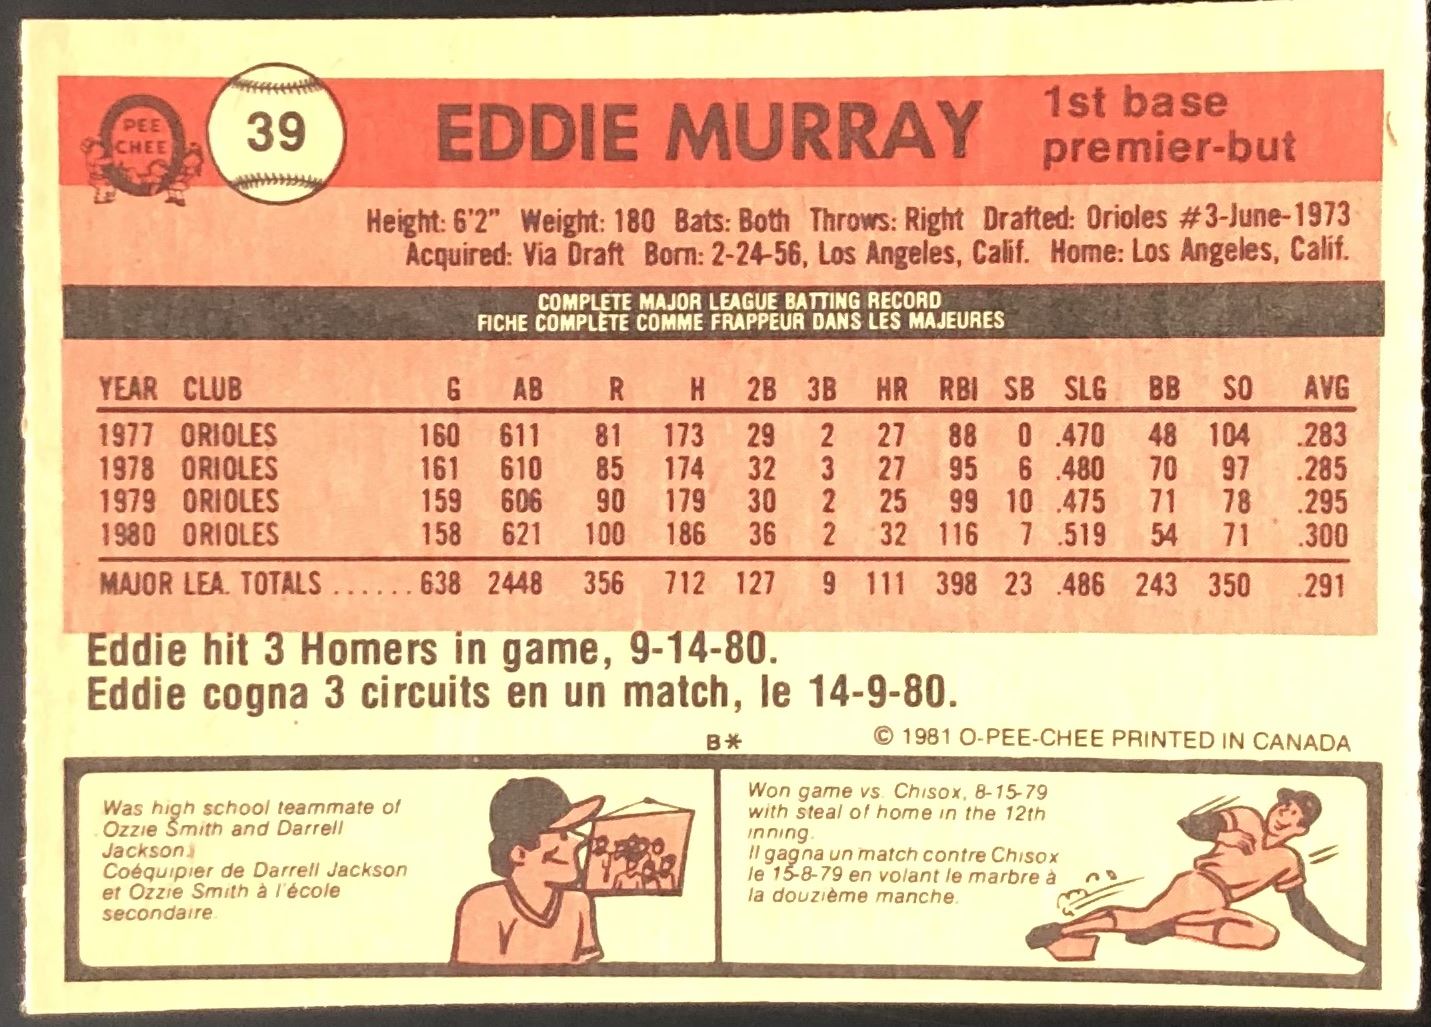 PEE
CHEE
39
EDDIE MURRAY
1st base
premier-but
Height: 6'2" Weight: 180 Bats: Both Throws: Right Drafted: Orioles #3-June-1973
Acquired: Via Draft Born: 2-24-56, Los Angeles, Calif. Home: Los Angeles, Calif.
COMPLETE MAJOR LEAGUE BATTING RECORD
FICHE COMPLÈTE COMME FRAPPEUR DANS LES MAJEURES
YEAR CLUB G AB R H 2B 3B HR RBI SB SLG BB SO AVG
1977 ORIOLES 160 611 81 173 29 2 27 88 0 .470 48 104 .283
1978 ORIOLES 161 610 85 174 32 3 27 95 6 .480 70 97 .285
1979 ORIOLES 159 606 90 179 30 2 25 99 10 .475 71 78 .295
1980 ORIOLES 158 621 100 186 36 2 32 116 7 .519 54 71 .300
MAJOR LEA. TOTALS ...... 638 2448 356 712 127 9 111 398 23 .486 243 350 .291
Eddie hit 3 Homers in game, 9-14-80.
Eddie cogna 3 circuits en un match, le 14-9-80.
B* © 1981 O-PEE-CHEE PRINTED IN CANADA
Was high school teammate of
Ozzie Smith and Darrell
Jackson.
Coéquipier de Darrell Jackson
et Ozzie Smith à l'école
secondaire.
Won game vs. Chisox, 8-15-79
with steal of home in the 12th
inning.
Il gagna un match contre Chisox
le 15-8-79 en volant le marbre à
la douzième manche.